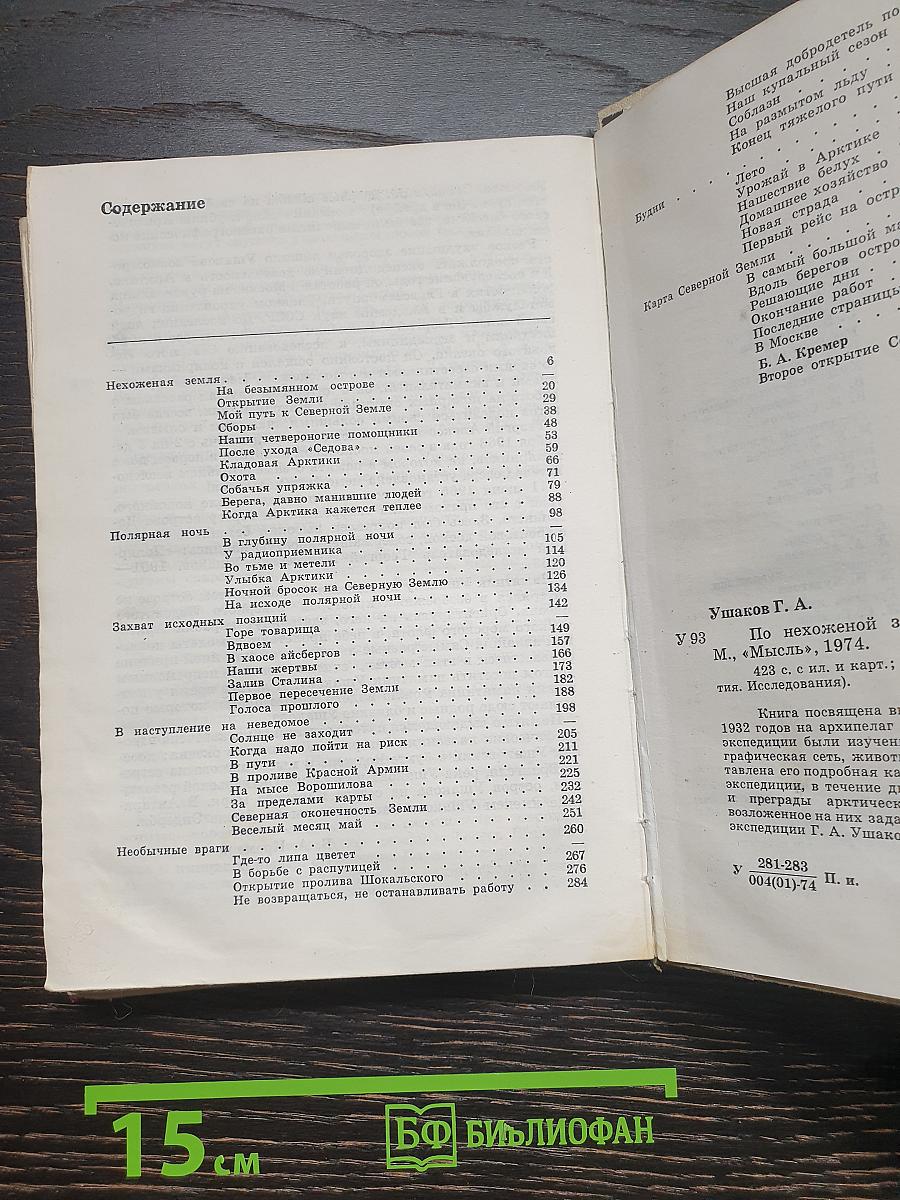 Содержание
Нехоженая земля . . . . . . . . . . . . . . . . 6
На безымянном острове . . . . . . . —
Открытие Земли . . . . . . . . . . 20
Мой путь к Северной Земле . . . . . . 29
Сборы . . . . . . . . . . . . . 38
Наши четвероногие помощники . . . . . 48
После ухода «Седова» . . . . . . . . 53
Кладовая Арктики . . . . . . . . . 59
Охота . . . . . . . . . . . . . 66
Собачья упряжка . . . . . . . . . 71
Берега, давно манившие людей . . . . . 79
Когда Арктика кажется теплее . . . . . 88
Полярная ночь . . . . . . . . . . . . . . . . 98
В глубину полярной ночи . . . . . . . —
У радиоприемника . . . . . . . . . 105
Во тьме и метели . . . . . . . . . 114
Улыбка Арктики . . . . . . . . . . 120
Ночной бросок на Северную Землю . . . . 126
На исходе полярной ночи . . . . . . . 134
Захват исходных позиций . . . . . . . . . . . . 142
Горе товарища . . . . . . . . . . —
Вдвоем . . . . . . . . . . . . . 149
В хаосе айсбергов . . . . . . . . . 157
Наши жертвы . . . . . . . . . . . 166
Залив Сталина . . . . . . . . . . 173
Первое пересечение Земли . . . . . . 182
Голоса прошлого . . . . . . . . . 188
В наступление на неведомое . . . . . . . . . . . 198
Солнце не заходит . . . . . . . . . —
Когда надо пойти на риск . . . . . . 205
В пути . . . . . . . . . . . . . 211
В проливе Красной Армии . . . . . . 221
На мысе Ворошилова . . . . . . . . 225
За пределами карты . . . . . . . . 232
Северная оконечность Земли . . . . . . 242
Веселый месяц май . . . . . . . . . 251
Необычные враги . . . . . . . . . . . . . . . 260
Где-то липа цветет . . . . . . . . . —
В борьбе с распутицей . . . . . . . . 267
Открытие пролива Шокальского . . . . . 276
Не возвращаться, не останавливать работу . . 284
Высшая добродетель по
Наш купальный сезон
Соблазн . . . . .
На размытом льду . .
Конец тяжелого пути
Будни . . . . . . . . .
Лето . . . . . .
Урожай в Арктике
Нашествие белух .
Домашнее хозяйство
Новая страда . . .
Первый рейс на остр
Карта Северной Земли . . . . .
В самый большой ма
Вдоль берегов остро
Решающие дни . .
Окончание работ .
Последние страницы
В Москве . . . .
Б. А. Кремер
Второе открытие Се
Ушаков Г. А.
У 93 По нехоженой з
М., «Мысль», 1974.
423 с. с ил. и карт.;
тия. Исследования).
Книга посвящена
1932 годов на архипелаг
экспедиции были изучен
графическая сеть, живот
тавлена его подробная ка
экспедиции, в течение д
и преграды арктическ
возложенное на них зада
экспедиции Г. А. Ушако
У 281-283
004(01)-74 П. и.
15 см
БФ БИБЛИОФАН